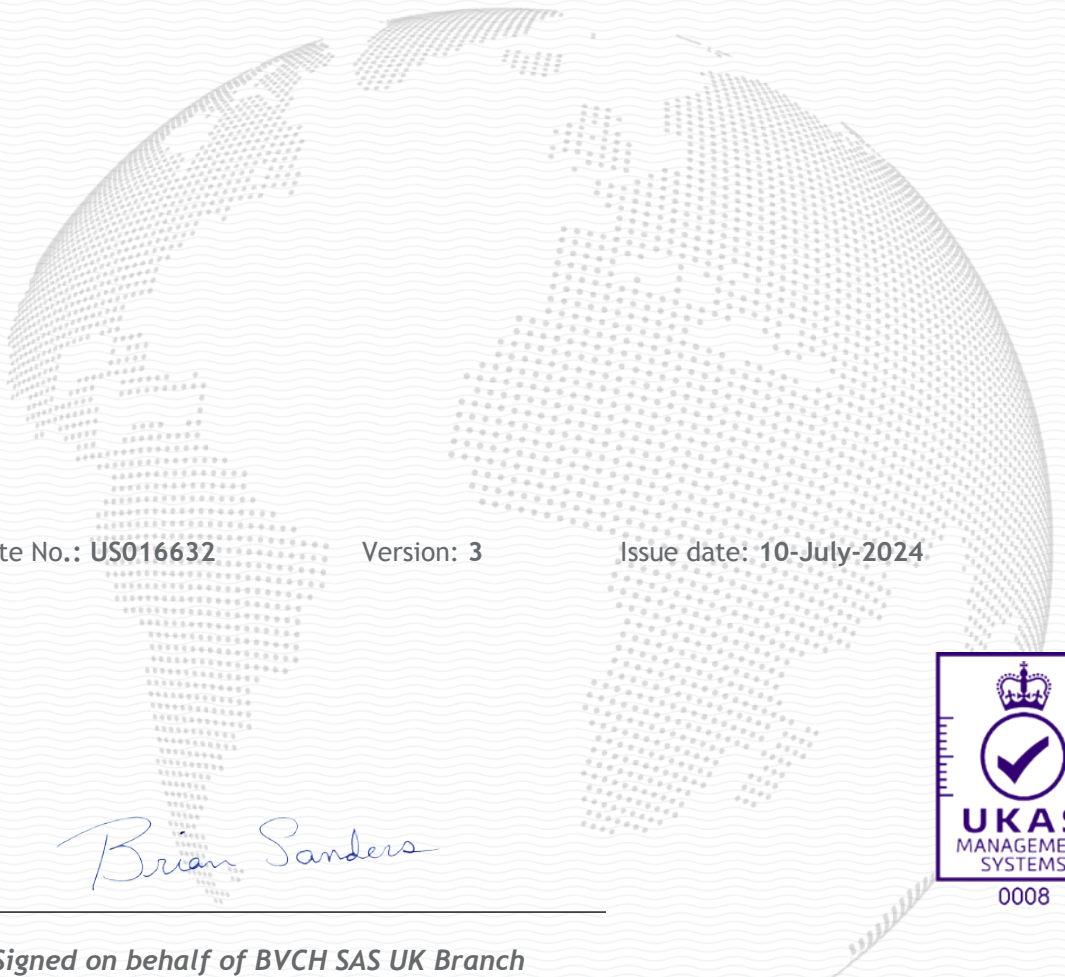 te No.: US016632 Version: 3 Issue date: 10-July-2024
UKAS
MANAGEME
SYSTEMS
0008
Brian Sanders
Signed on behalf of BVCH SAS UK Branch